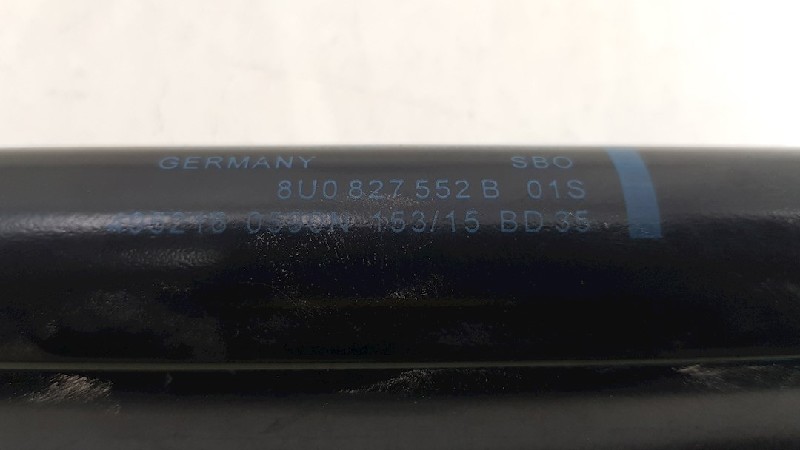 GERMANY SBO
8U0 827 552 B 01S
153/15 BD 35